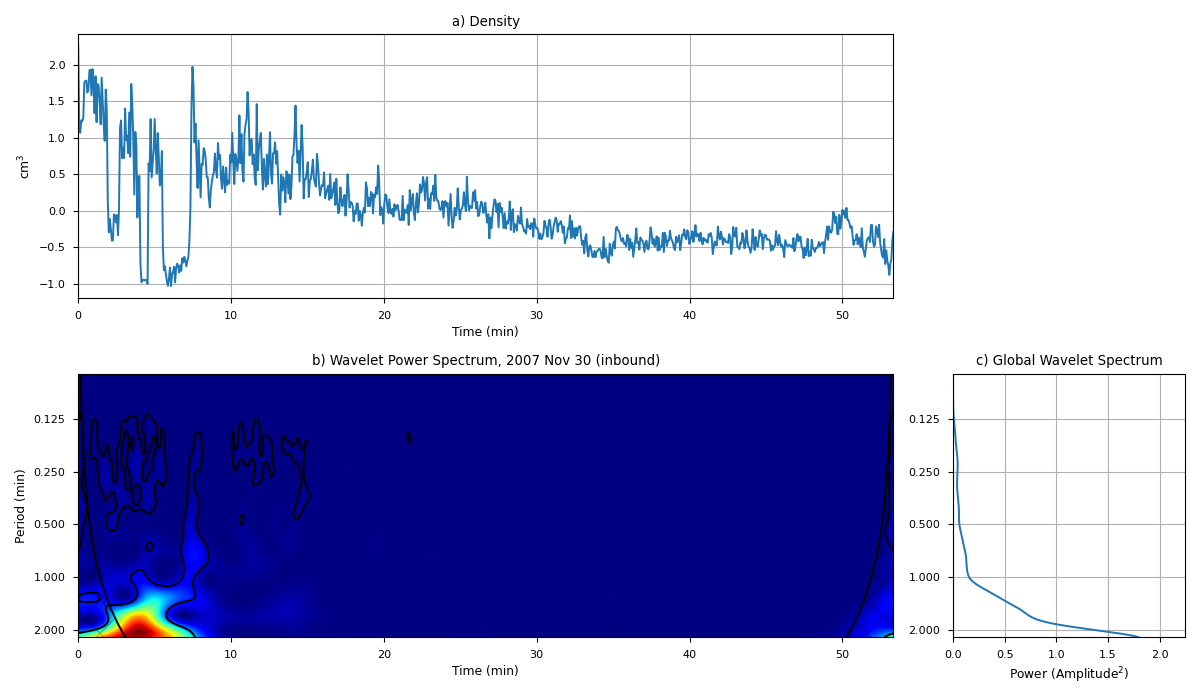 a) Density
2.0
1.5
1.0
0.5
0.0
−0.5
−1.0
cm³
0 10 20 30 40 50
Time (min)
b) Wavelet Power Spectrum, 2007 Nov 30 (inbound)
0.125
0.250
0.500
1.000
2.000
Period (min)
0 10 20 30 40 50
Time (min)
c) Global Wavelet Spectrum
0.125
0.250
0.500
1.000
2.000
0.0 0.5 1.0 1.5 2.0
Power (Amplitude²)